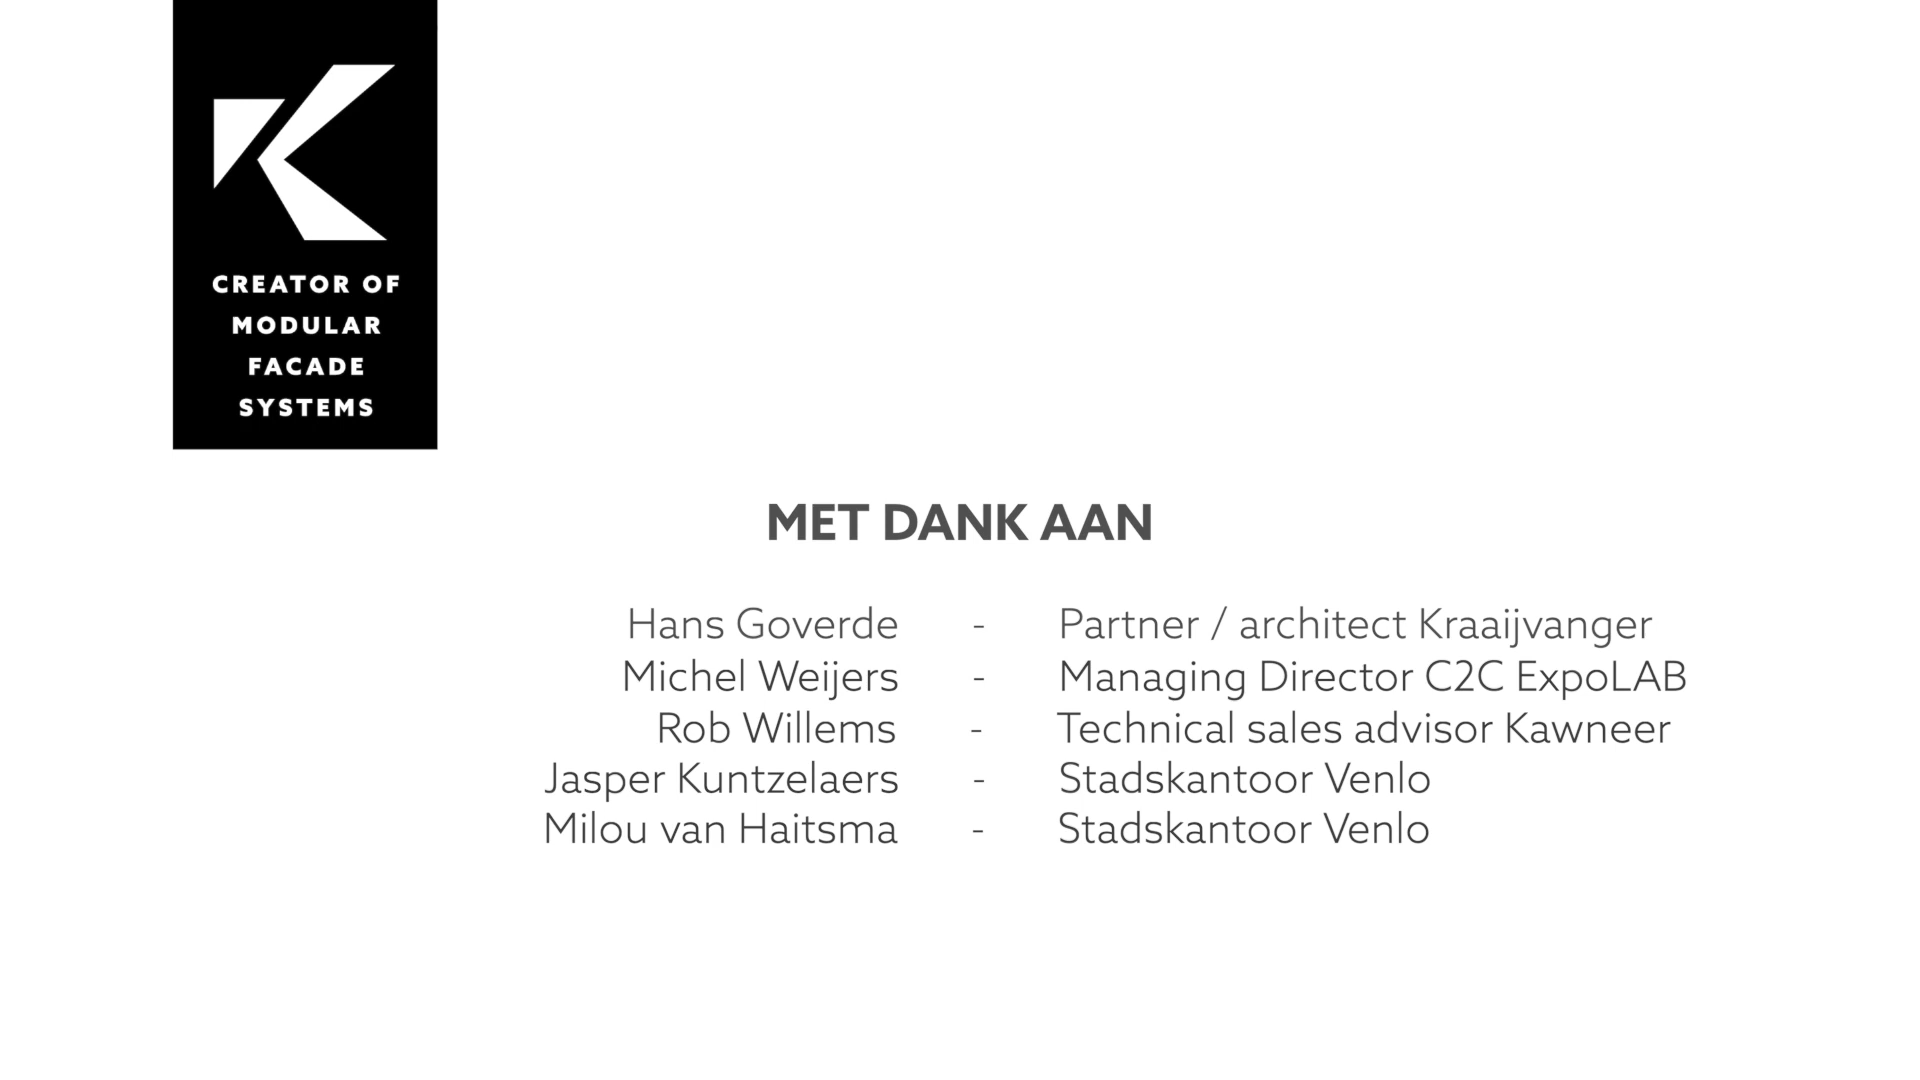 CREATOR OF
MODULAR
FACADE
SYSTEMS
MET DANK AAN
Hans Goverde - Partner / architect Kraaijvanger
Michel Weijers - Managing Director C2C ExpoLAB
Rob Willems - Technical sales advisor Kawneer
Jasper Kuntzelaers - Stadskantoor Venlo
Milou van Haitsma - Stadskantoor Venlo